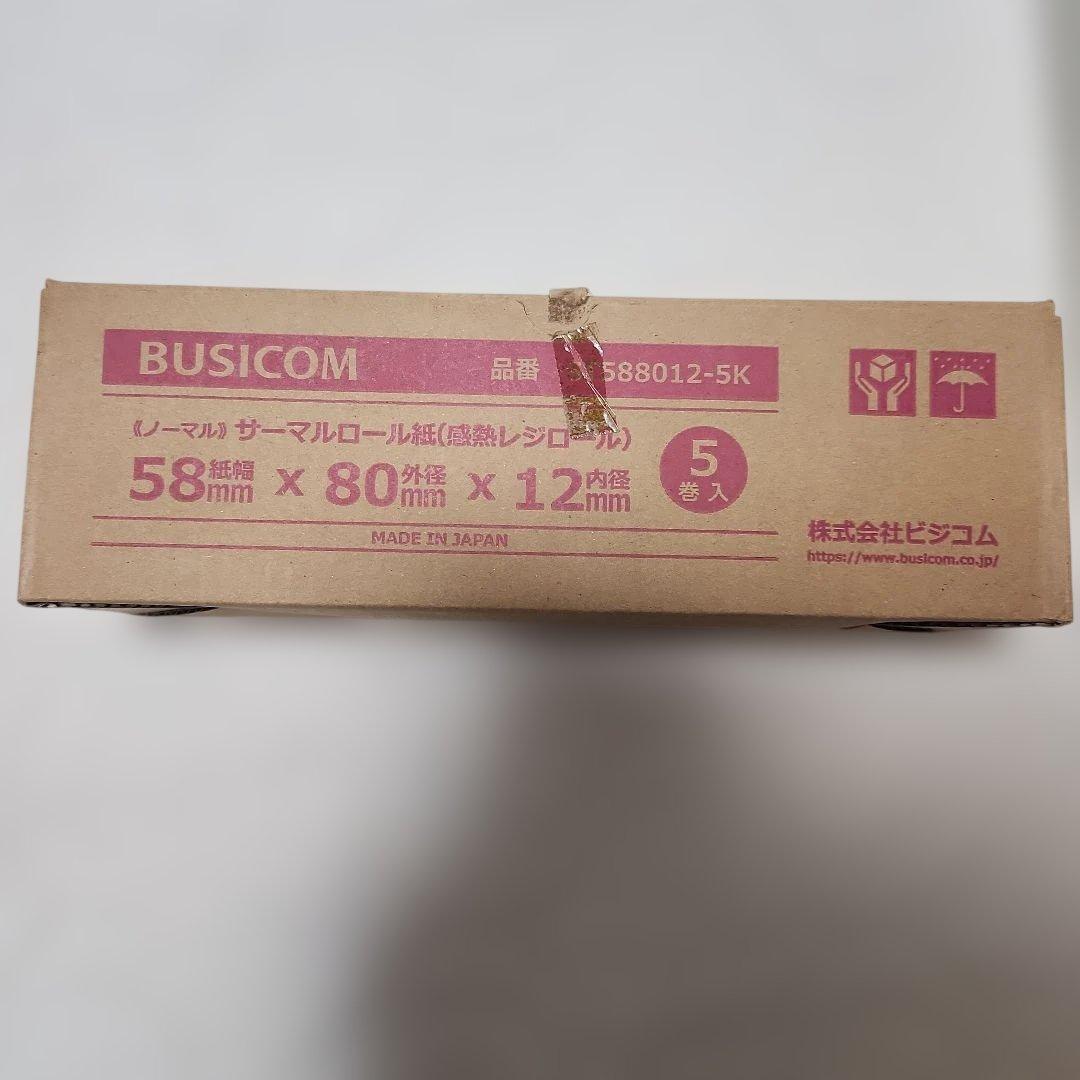 BUSICOM 品番 ST588012-5K
《ノーマル》サーマルロール紙(感熱レジロール)
58紙幅mm x 80外径mm x 12内径mm
5巻入
MADE IN JAPAN
株式会社ビジコム
https://www.busicom.co.jp/